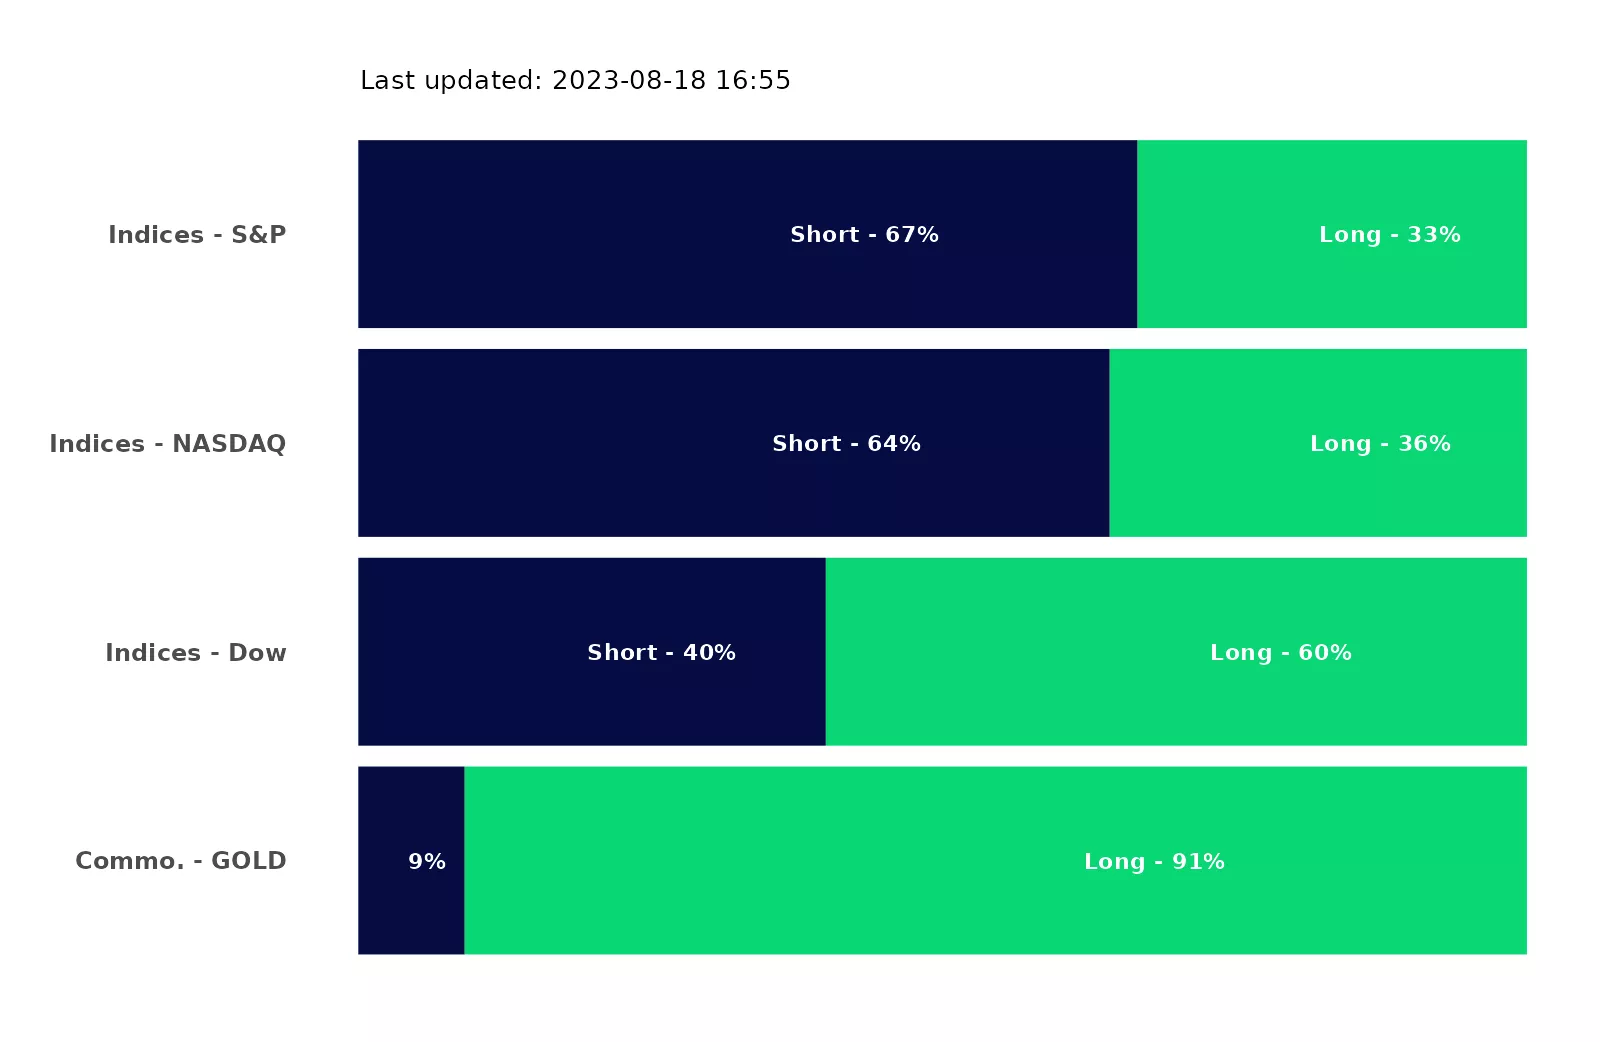 Last updated: 2023-08-18 16:55
Indices - S&P Short - 67% Long - 33%
Indices - NASDAQ Short - 64% Long - 36%
Indices - Dow Short - 40% Long - 60%
Commo. - GOLD 9% Long - 91%